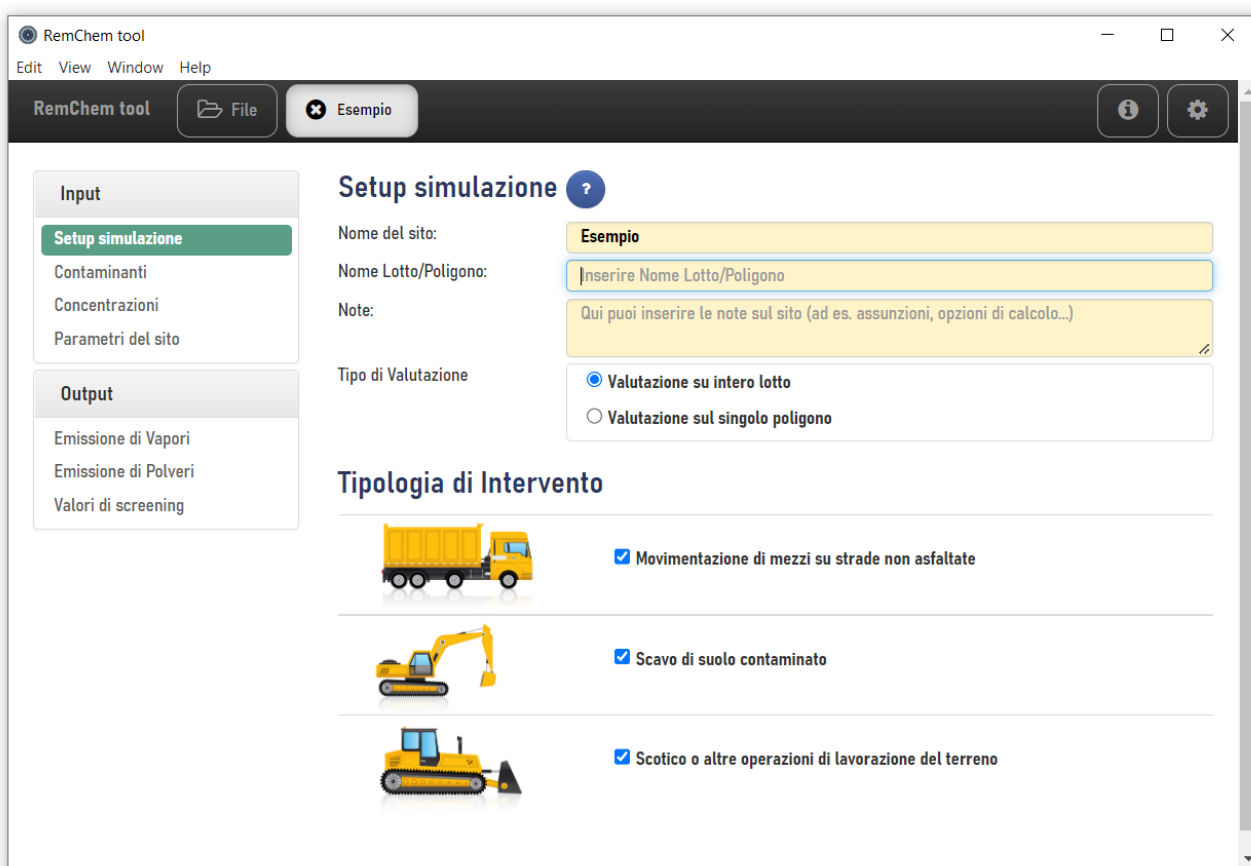 RemChem tool
Edit View Window Help
RemChem tool File Esempio
Input
Setup simulazione
Contaminanti
Concentrazioni
Parametri del sito
Output
Emissione di Vapori
Emissione di Polveri
Valori di screening
Setup simulazione ?
Nome del sito: Esempio
Nome Lotto/Poligono: Inserire Nome Lotto/Poligono
Note: Qui puoi inserire le note sul sito (ad es. assunzioni, opzioni di calcolo...)
Tipo di Valutazione
Valutazione su intero lotto
Valutazione sul singolo poligono
Tipologia di Intervento
Movimentazione di mezzi su strade non asfaltate
Scavo di suolo contaminato
Scotico o altre operazioni di lavorazione del terreno